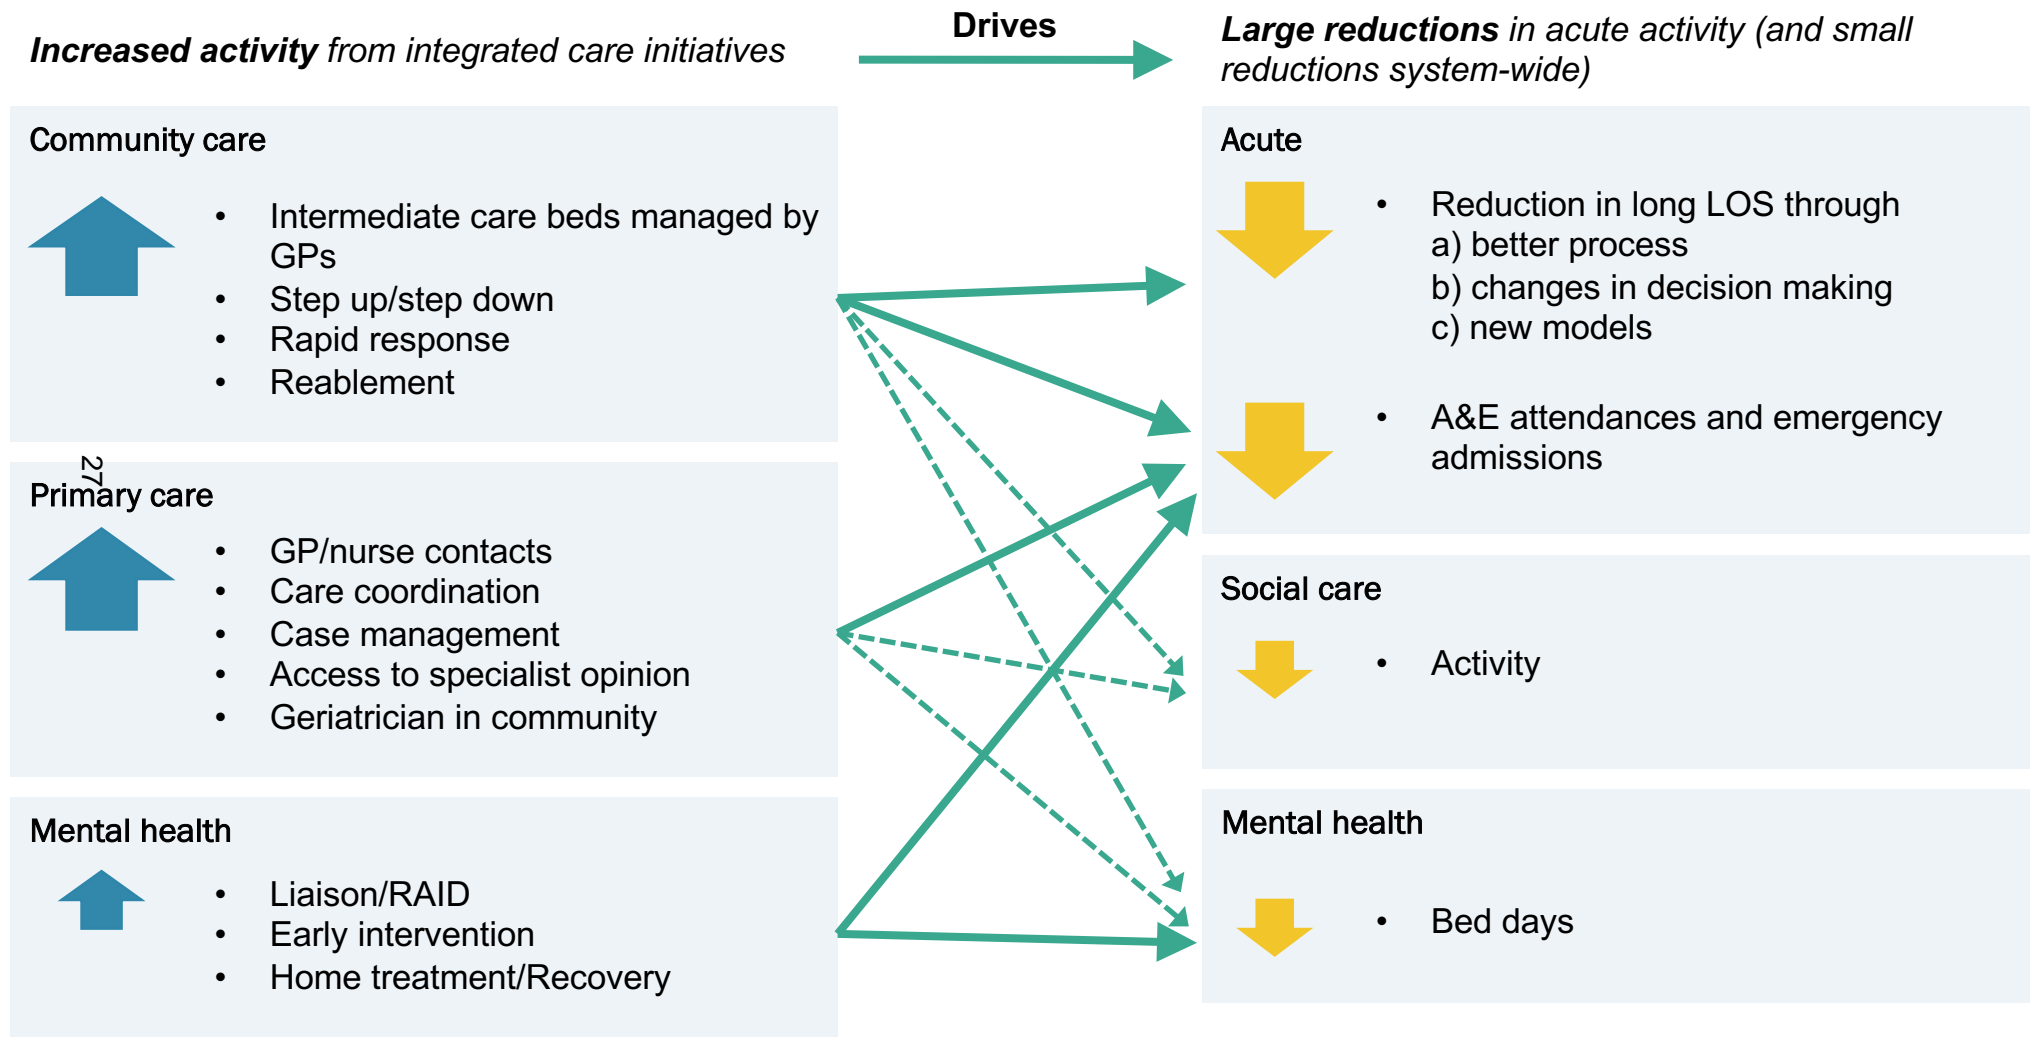 Increased activity from integrated care initiatives
Drives
Large reductions in acute activity (and small
reductions system-wide)
Community care
• Intermediate care beds managed by
GPs
• Step up/step down
• Rapid response
• Reablement
27
Primary care
• GP/nurse contacts
• Care coordination
• Case management
• Access to specialist opinion
• Geriatrician in community
Mental health
• Liaison/RAID
• Early intervention
• Home treatment/Recovery
Acute
• Reduction in long LOS through
a) better process
b) changes in decision making
c) new models
• A&E attendances and emergency
admissions
Social care
• Activity
Mental health
• Bed days